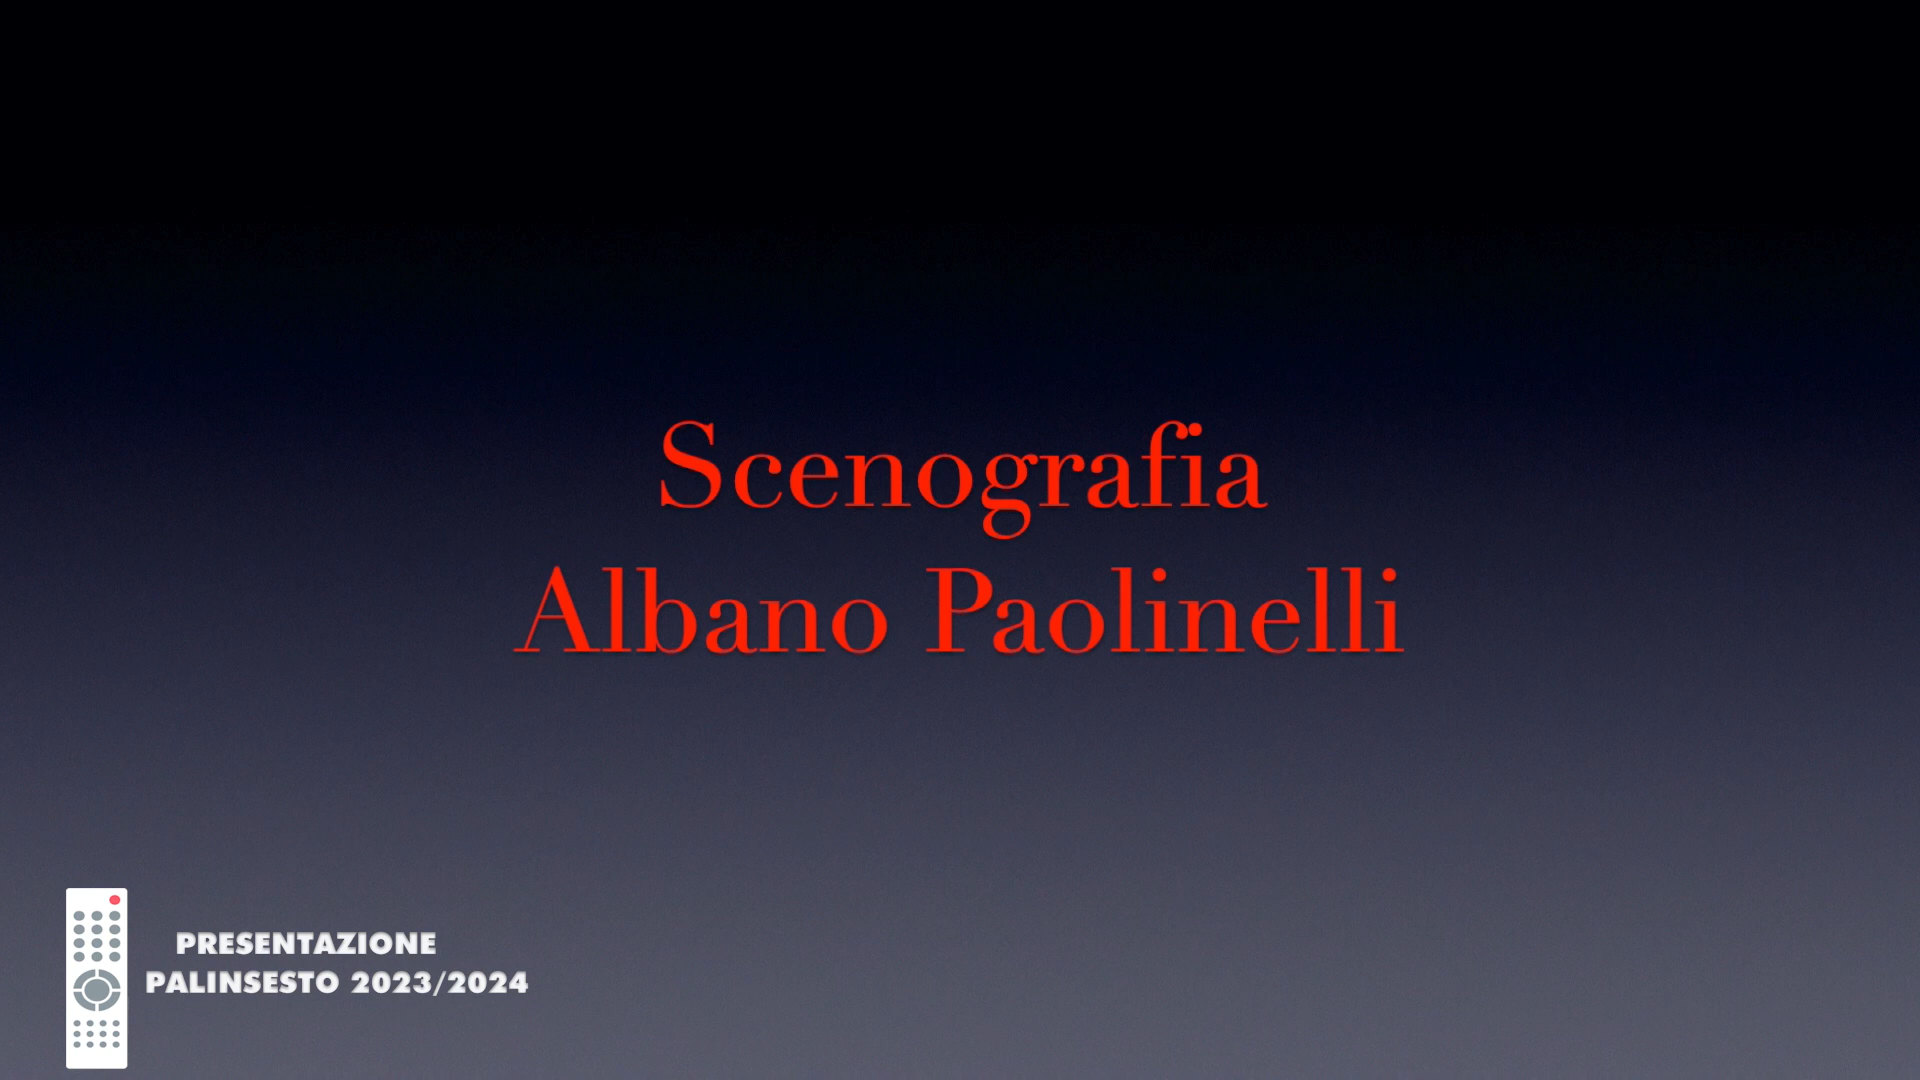 Scenografia
Albano Paolinelli
PRESENTAZIONE
PALINSESTO 2023/2024